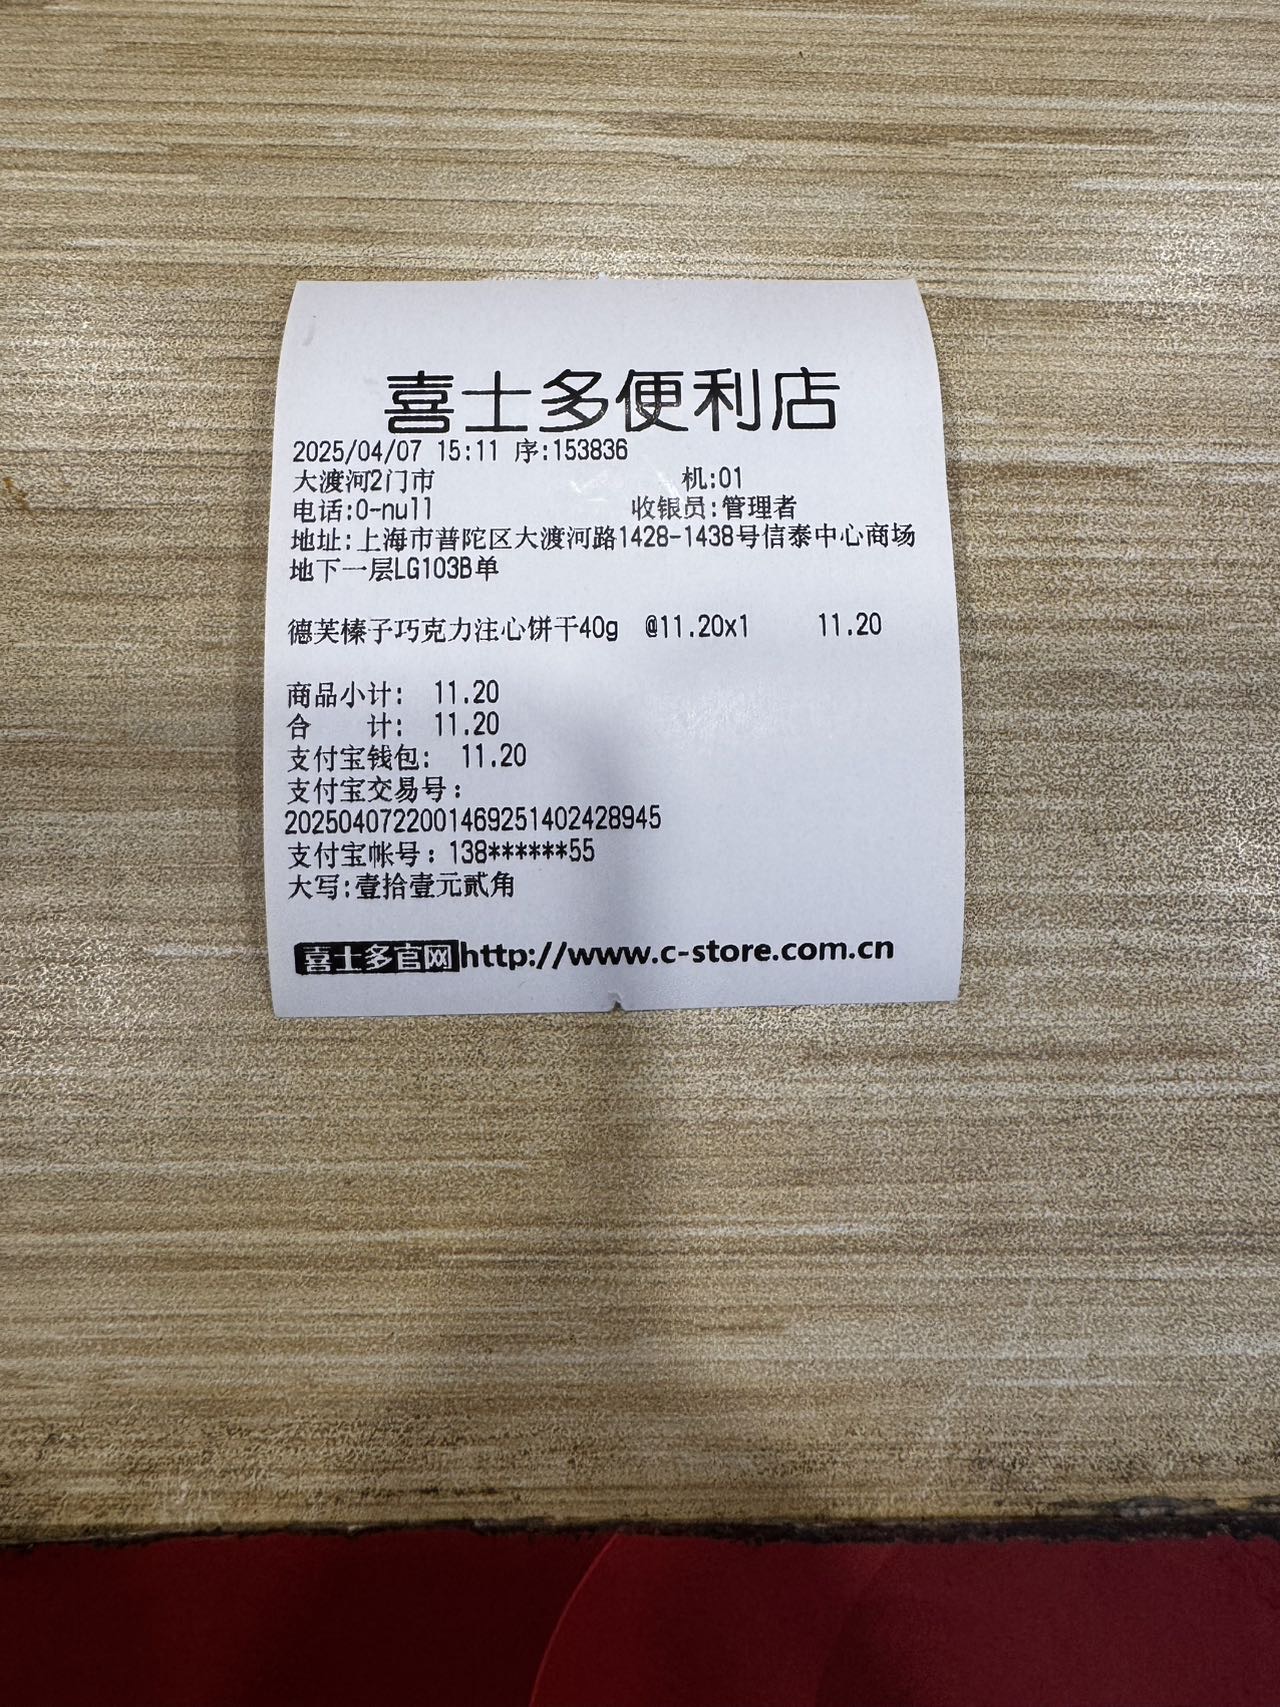 喜士多便利店
2025/04/07 15:11 序:153836
大渡河2门市 机:01
电话:0-null 收银员:管理者
地址:上海市普陀区大渡河路1428-1438号信泰中心商场
地下一层LG103B单
德芙榛子巧克力注心饼干40g @11.20x1 11.20
商品小计: 11.20
合 计: 11.20
支付宝钱包: 11.20
支付宝交易号:
2025040722001469251402428945
支付宝帐号:138******55
大写:壹拾壹元贰角
喜士多官网http://www.c-store.com.cn